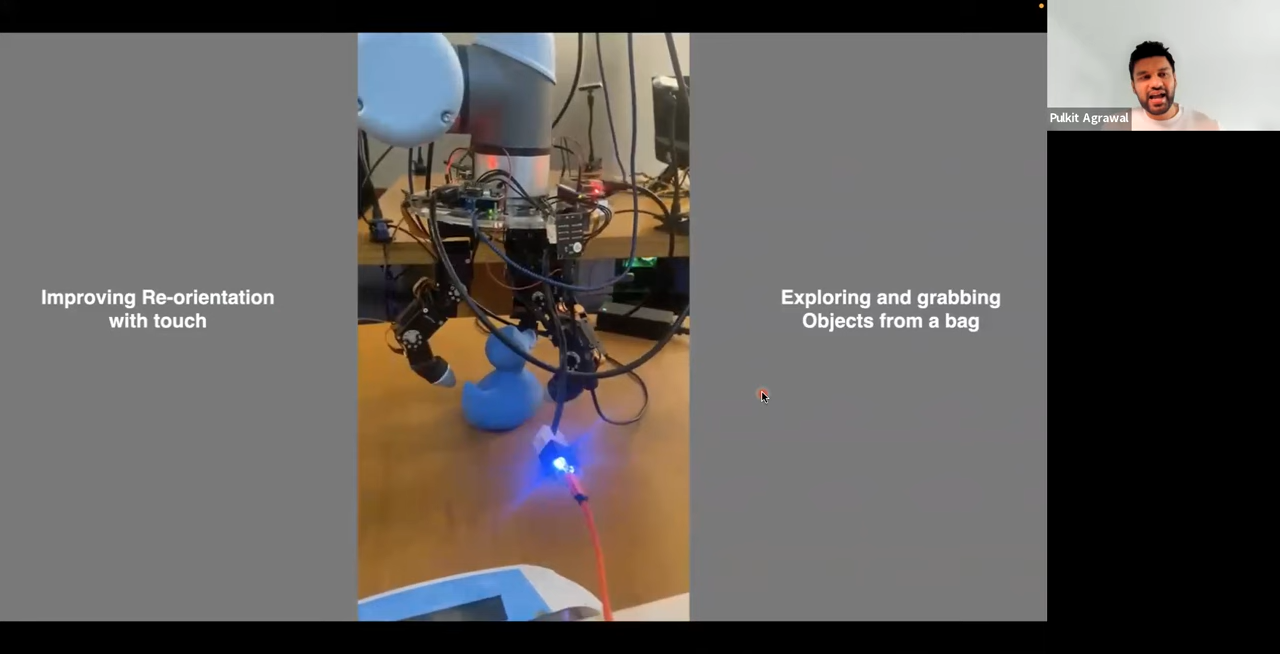 Pulkit Agrawal
Improving Re-orientation
with touch
Exploring and grabbing
Objects from a bag